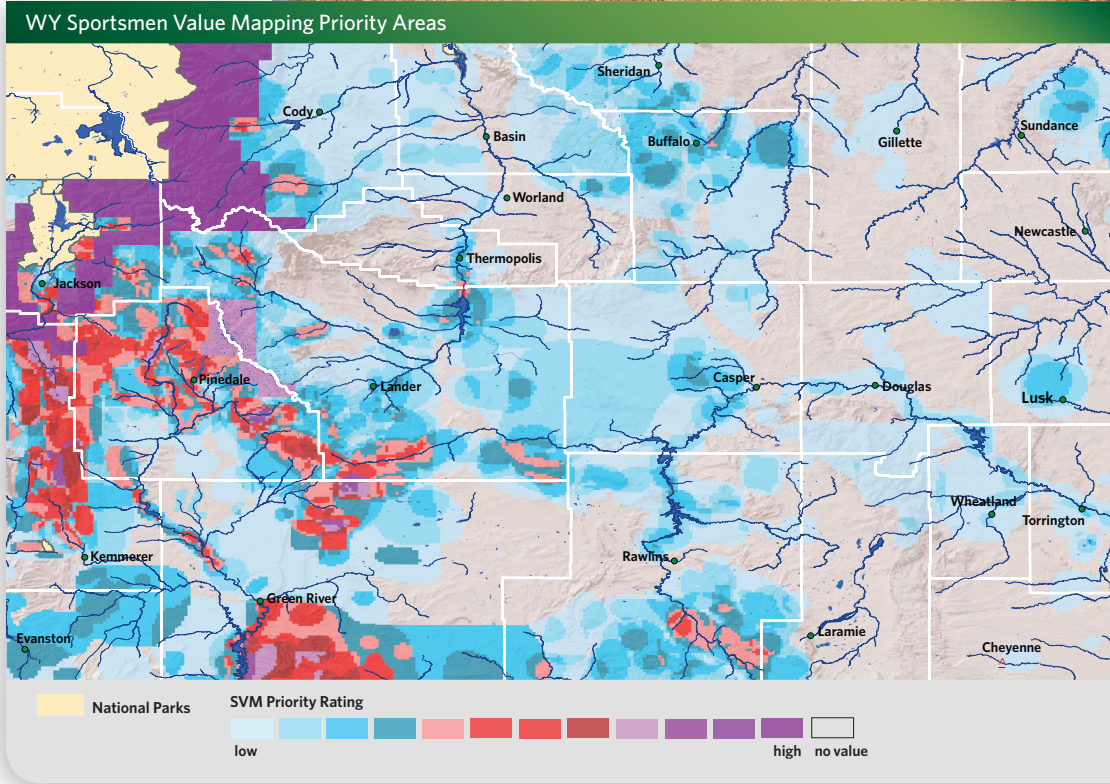 WY Sportsmen Value Mapping Priority Areas
Sheridan
Cody
Basin
Buffalo
Gillette
Sundance
Worland
Newcastle
Thermopolis
Jackson
Pinedale
Lander
Casper
Douglas
Lusk
Wheatland
Torrington
Kemmerer
Rawlins
Green River
Evanston
Laramie
Cheyenne
National Parks
SVM Priority Rating
low
high
no value